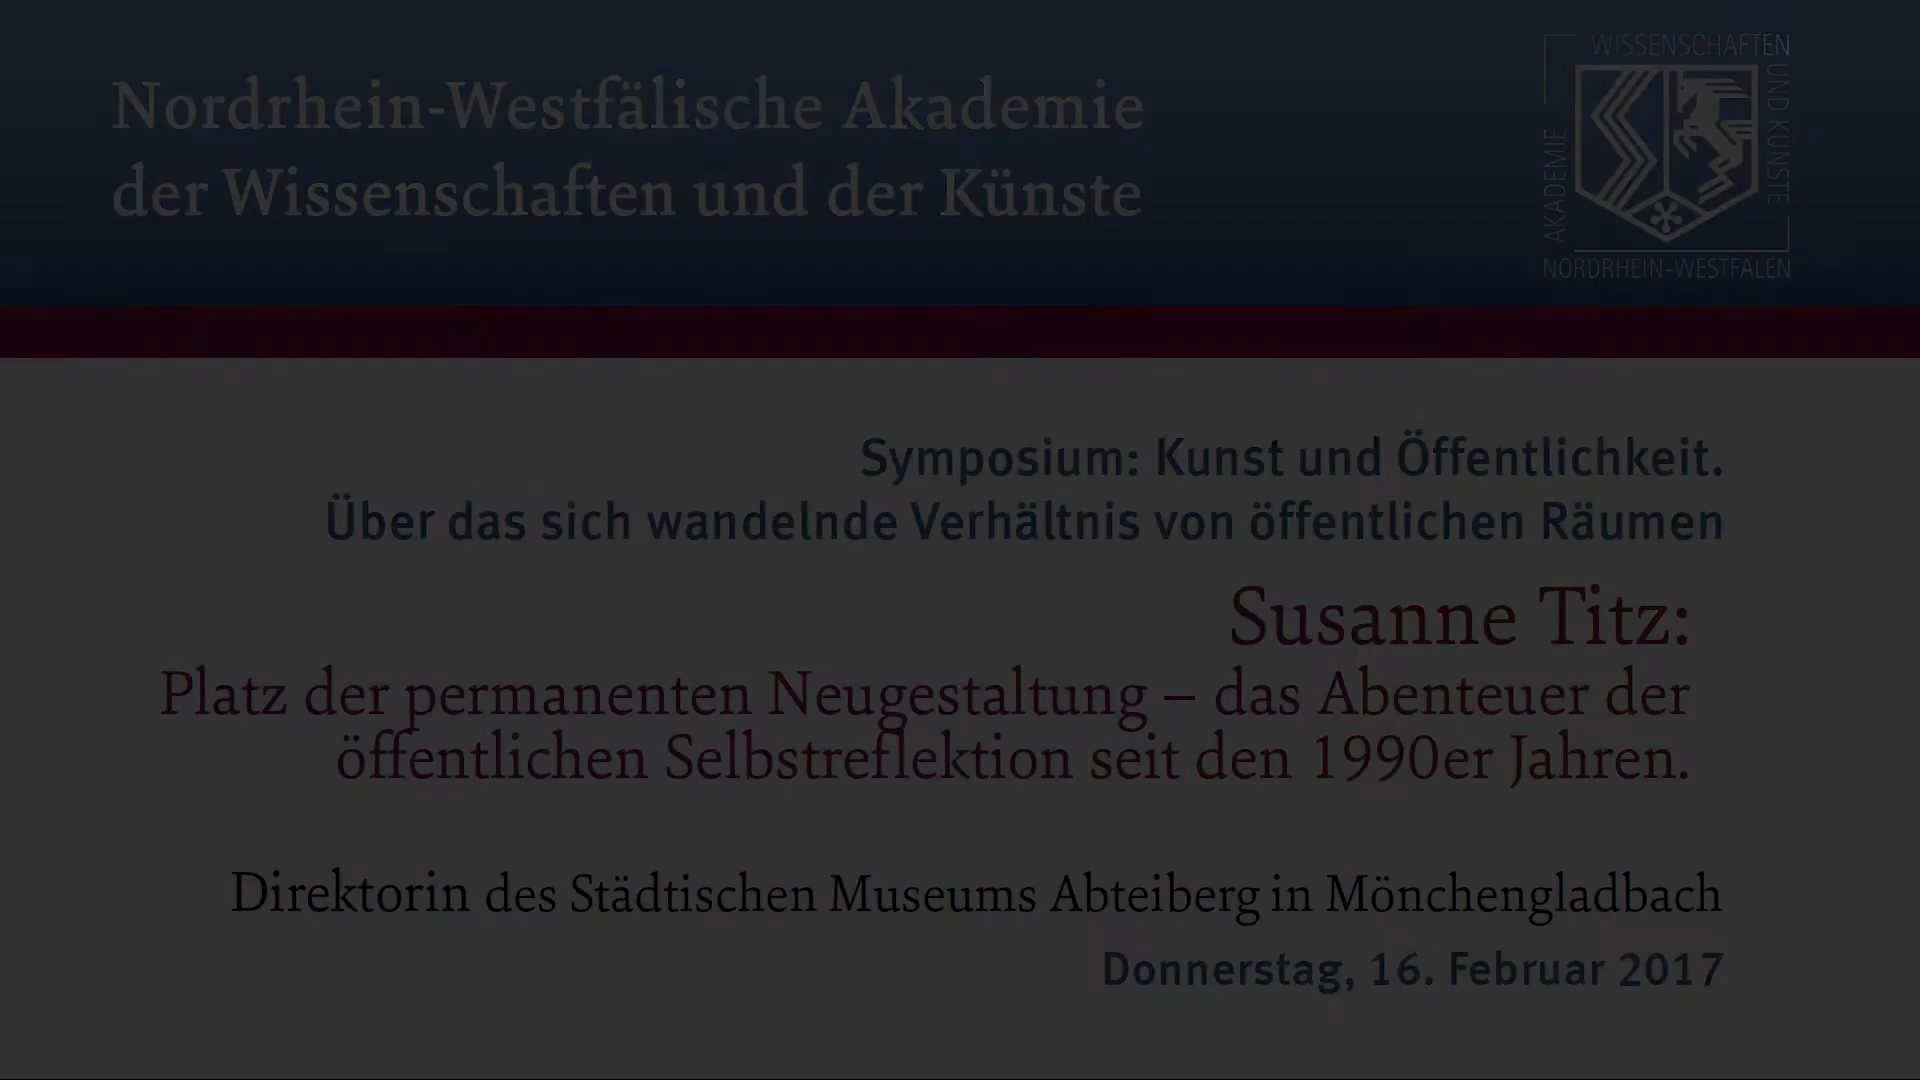 Nordrhein-Westfälische Akademie
der Wissenschaften und der Künste
WISSENSCHAFTEN
UND KÜNSTE
AKADEMIE
NORDRHEIN-WESTFALEN
Symposium: Kunst und Öffentlichkeit.
Über das sich wandelnde Verhältnis von öffentlichen Räumen
Susanne Titz:
Platz der permanenten Neugestaltung – das Abenteuer der
öffentlichen Selbstreflektion seit den 1990er Jahren.
Direktorin des Städtischen Museums Abteiberg in Mönchengladbach
Donnerstag, 16. Februar 2017